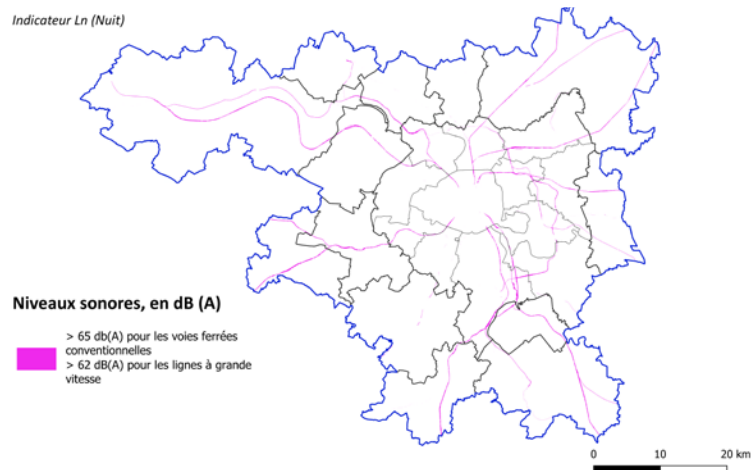 Indicateur Ln (Nuit)
Niveaux sonores, en dB (A)
> 65 db(A) pour les voies ferrées
conventionnelles
> 62 dB(A) pour les lignes à grande
vitesse
0 10 20 km